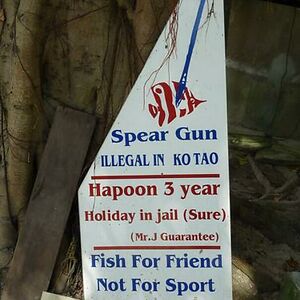 Spear Gun
ILLEGAL IN KO TAO
Hapoon 3 year
Holiday in jail (Sure)
(Mr.J Guarantee)
Fish For Friend
Not For Sport